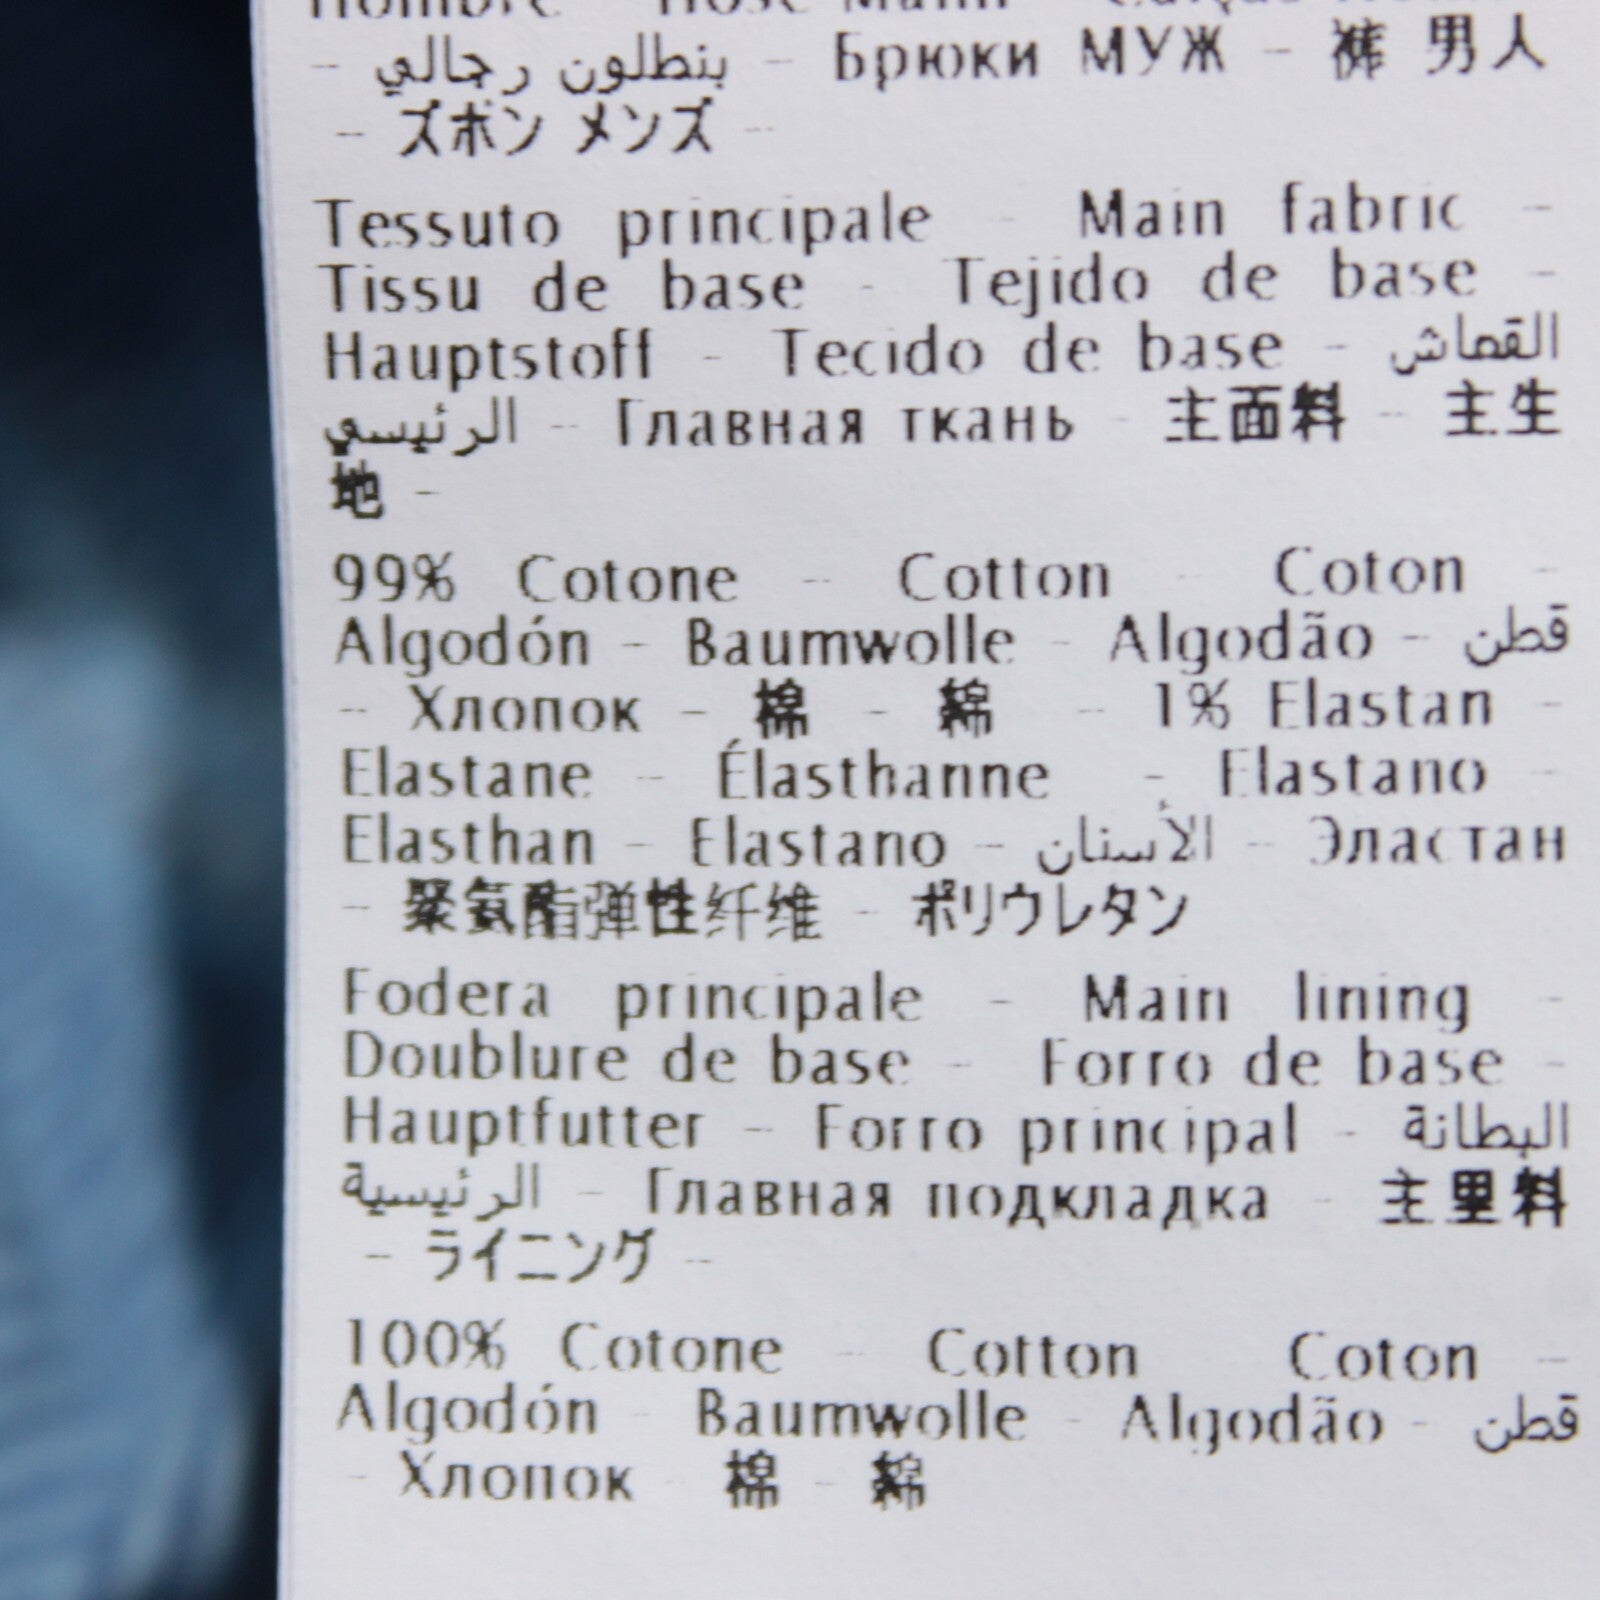 Hombre - Hose Mann -
- بنطلون رجالي - Брюки МУЖ - 裤 男人
- ズボン メンズ -
Tessuto principale - Main fabric -
Tissu de base - Tejido de base -
Hauptstoff - Tecido de base - القماش
الرئيسي - Главная ткань - 主面料 - 主生
地 -
99% Cotone - Cotton - Coton -
Algodón - Baumwolle - Algodão - قطن
- Хлопок - 棉 - 綿 - 1% Elastan -
Elastane - Élasthanne - Elastano -
Elasthan - Elastano - الأستان - Эластан
- 聚氨酯弹性纤维 - ポリウレタン
Fodera principale - Main lining -
Doublure de base - Forro de base -
Hauptfutter - Forro principal - البطانة
الرئيسية - Главная подкладка - 主里料
- ライニング -
100% Cotone - Cotton - Coton -
Algodón - Baumwolle - Algodão - قطن
- Хлопок - 棉 - 綿